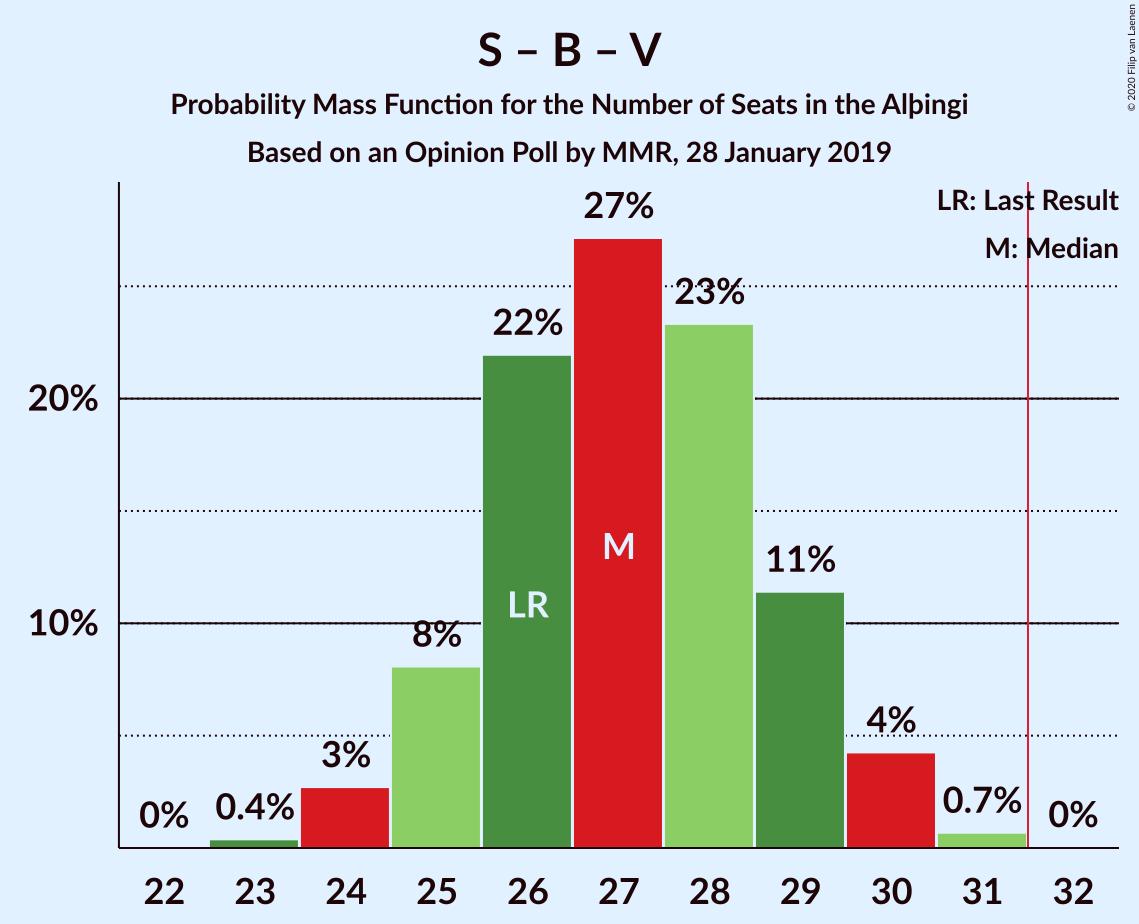 S – B – V
Probability Mass Function for the Number of Seats in the Alþingi
Based on an Opinion Poll by MMR, 28 January 2019
© 2020 Filip van Laenen
LR: Last Result
M: Median
27%
23%
22%
20%
M
11%
LR
10%
8%
4%
3%
0%
0.4%
0.7%
0%
22 23 24 25 26 27 28 29 30 31 32